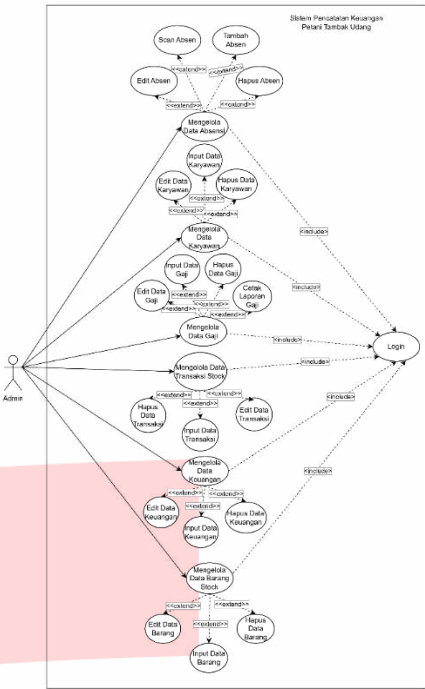 Sistem Pencatatan Keuangan
Petani Tambak Udang
Scan Absen
Tambah
Absen
<<extend>>
<<extend>>
Edit Absen
Hapus Absen
<<extend>>
<<extend>>
Mengelola
Data Absensi
Input Data
Karyawan
Edit Data
Karyawan
Hapus Data
Karyawan
<<extend>>
<<extend>>
<<extend>>
Mengelola
Data
Karyawan
<include>
Input Data
Gaji
Hapus
Data Gaji
Edit Data
Gaji
Cetak
Laporan
Gaji
<<extend>>
<<extend>>
<<extend>>
<<extend>>
Mengelola
Data Gaji
<include>
<include>
Login
Admin
Mengelola Data
Transaksi Stock
<include>
<<extend>>
<<extend>>
<<extend>>
Hapus
Data
Transaksi
Edit Data
Transaksi
Input Data
Transaksi
<include>
Mengelola
Data
Keuangan
<<extend>>
<<extend>>
<<extend>>
Edit Data
Keuangan
Hapus Data
Keuangan
Input Data
Keuangan
<include>
Mengelola
Data Barang
Stock
<<extend>>
<<extend>>
<<extend>>
Edit Data
Barang
Hapus
Data
Barang
Input Data
Barang